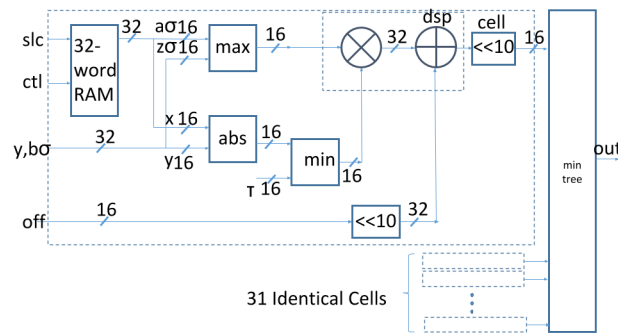 slc
ctl
y,bσ
off
32-
word
RAM
32
aσ16
zσ16
max
16
32
dsp
cell
<<10
16
x 16
y16
abs
16
τ 16
min
16
32
16
<<10
32
min
tree
out
31 Identical Cells